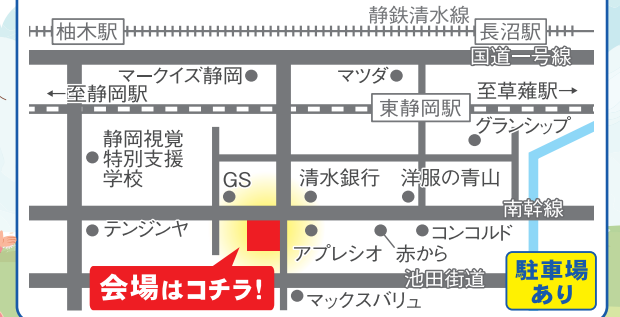 静鉄清水線
柚木駅
長沼駅
国道一号線
マークイズ静岡
マツダ
←至静岡駅
至草薙駅→
東静岡駅
グランシップ
静岡視覚
特別支援
学校
GS
清水銀行
洋服の青山
南幹線
テンジンヤ
アプレシオ
赤から
コンコルド
池田街道
会場はコチラ!
マックスバリュ
駐車場
あり